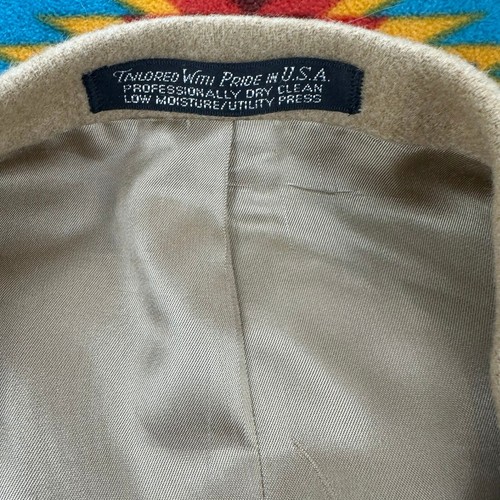 TAILORED WITH PRIDE IN U.S.A.
PROFESSIONALLY DRY CLEAN
LOW MOISTURE/UTILITY PRESS